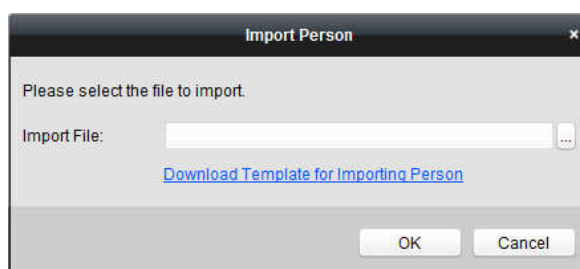 Import Person ×
Please select the file to import.
Import File: ...
Download Template for Importing Person
OK Cancel